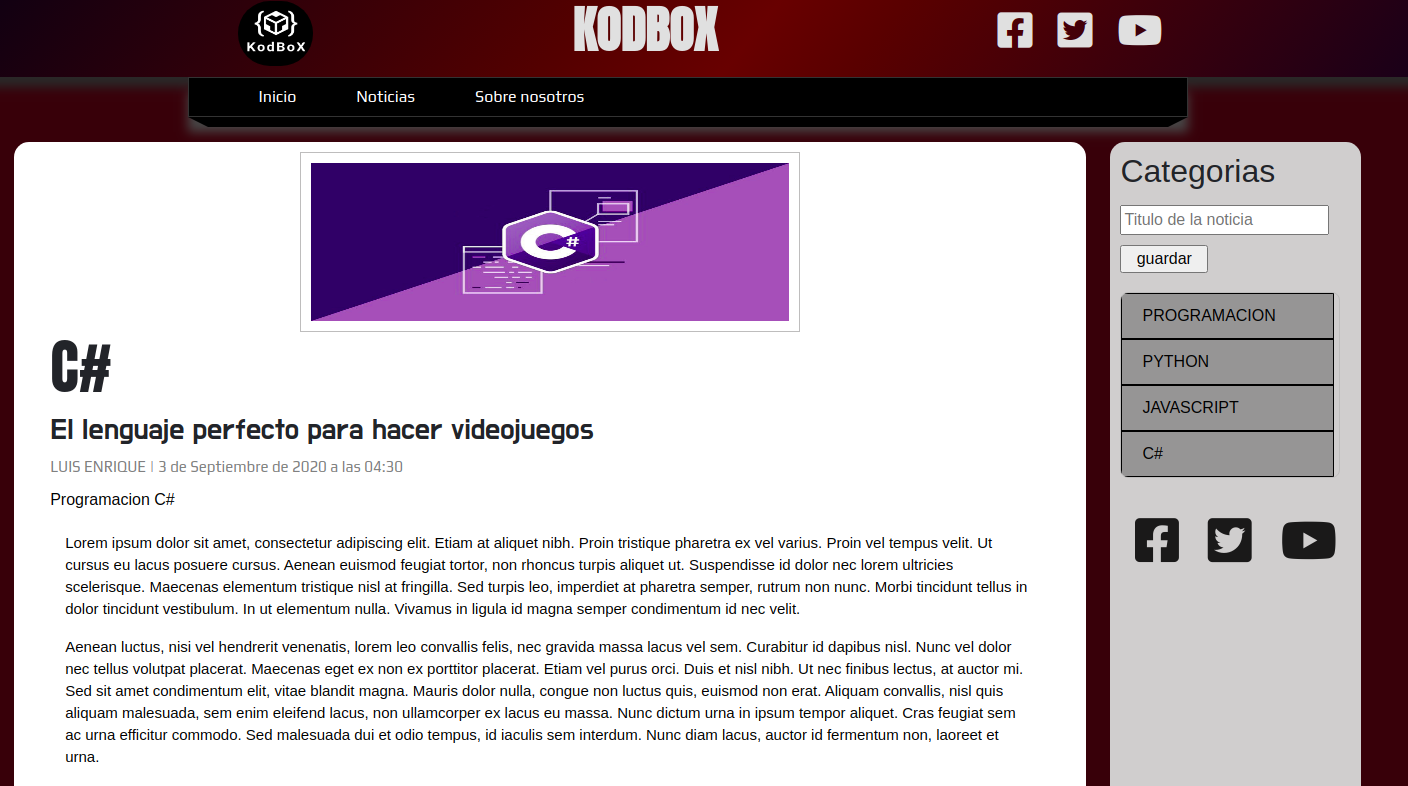 KodBoX
KODBOX
Inicio
Noticias
Sobre nosotros
C#
C#
El lenguaje perfecto para hacer videojuegos
LUIS ENRIQUE | 3 de Septiembre de 2020 a las 04:30
Programacion C#
Lorem ipsum dolor sit amet, consectetur adipiscing elit. Etiam at aliquet nibh. Proin tristique pharetra ex vel varius. Proin vel tempus velit. Ut
cursus eu lacus posuere cursus. Aenean euismod feugiat tortor, non rhoncus turpis aliquet ut. Suspendisse id dolor nec lorem ultricies
scelerisque. Maecenas elementum tristique nisl at fringilla. Sed turpis leo, imperdiet at pharetra semper, rutrum non nunc. Morbi tincidunt tellus in
dolor tincidunt vestibulum. In ut elementum nulla. Vivamus in ligula id magna semper condimentum id nec velit.
Aenean luctus, nisi vel hendrerit venenatis, lorem leo convallis felis, nec gravida massa lacus vel sem. Curabitur id dapibus nisl. Nunc vel dolor
nec tellus volutpat placerat. Maecenas eget ex non ex porttitor placerat. Etiam vel purus orci. Duis et nisl nibh. Ut nec finibus lectus, at auctor mi.
Sed sit amet condimentum elit, vitae blandit magna. Mauris dolor nulla, congue non luctus quis, euismod non erat. Aliquam convallis, nisl quis
aliquam malesuada, sem enim eleifend lacus, non ullamcorper ex lacus eu massa. Nunc dictum urna in ipsum tempor aliquet. Cras feugiat sem
ac urna efficitur commodo. Sed malesuada dui et odio tempus, id iaculis sem interdum. Nunc diam lacus, auctor id fermentum non, laoreet et
urna.
Categorias
Titulo de la noticia
guardar
PROGRAMACION
PYTHON
JAVASCRIPT
C#